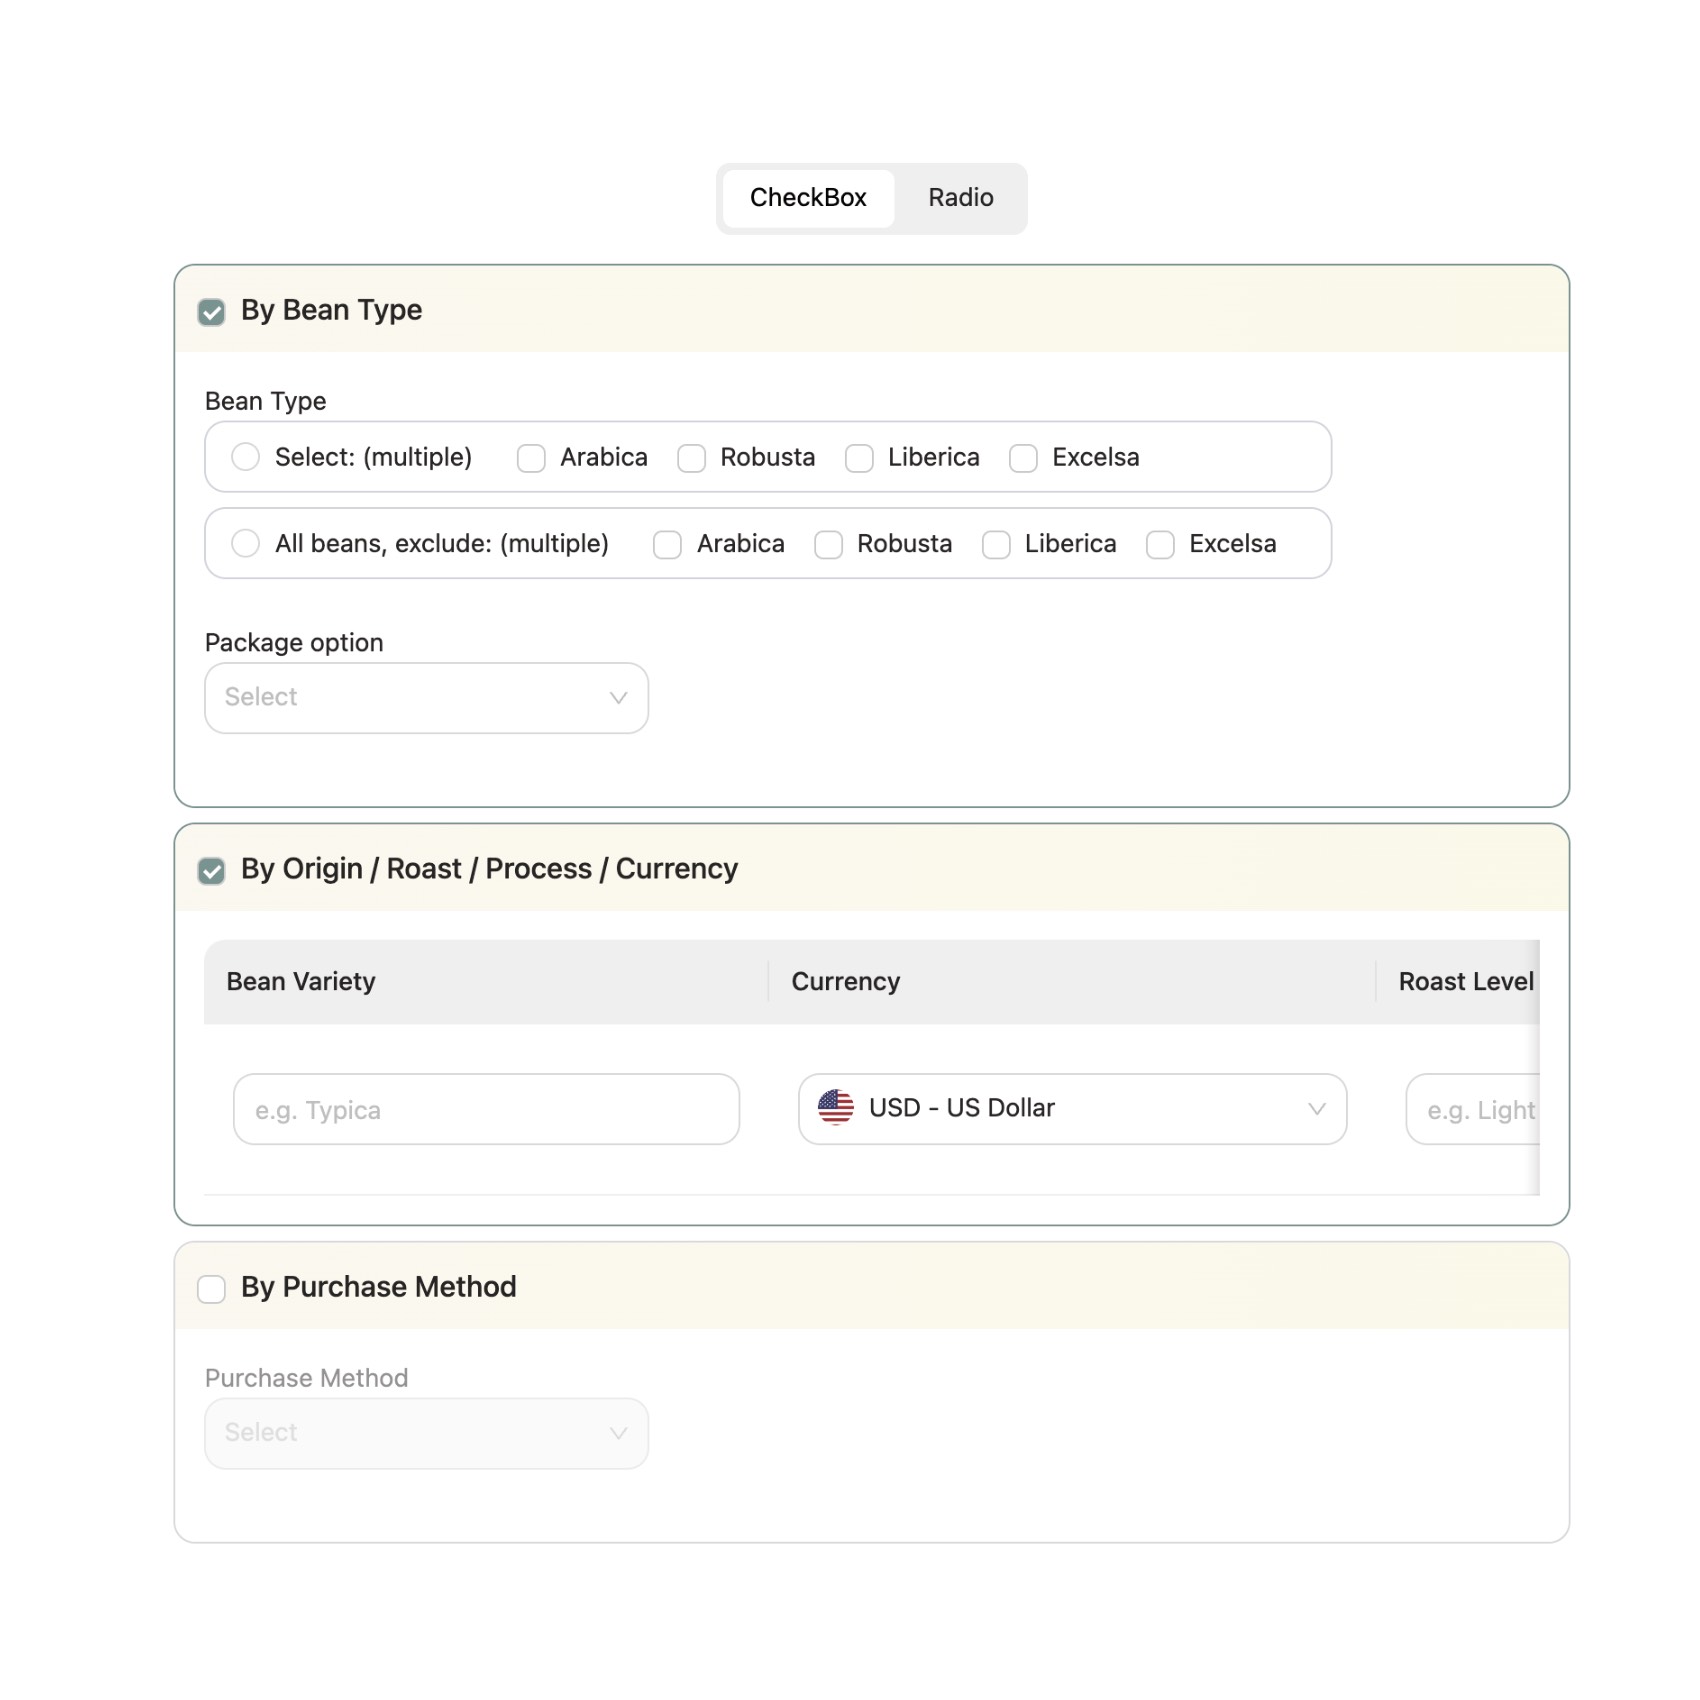 CheckBox Radio
By Bean Type
Bean Type
Select: (multiple) Arabica Robusta Liberica Excelsa
All beans, exclude: (multiple) Arabica Robusta Liberica Excelsa
Package option
Select
By Origin / Roast / Process / Currency
Bean Variety Currency Roast Level
e.g. Typica USD - US Dollar e.g. Light
By Purchase Method
Purchase Method
Select